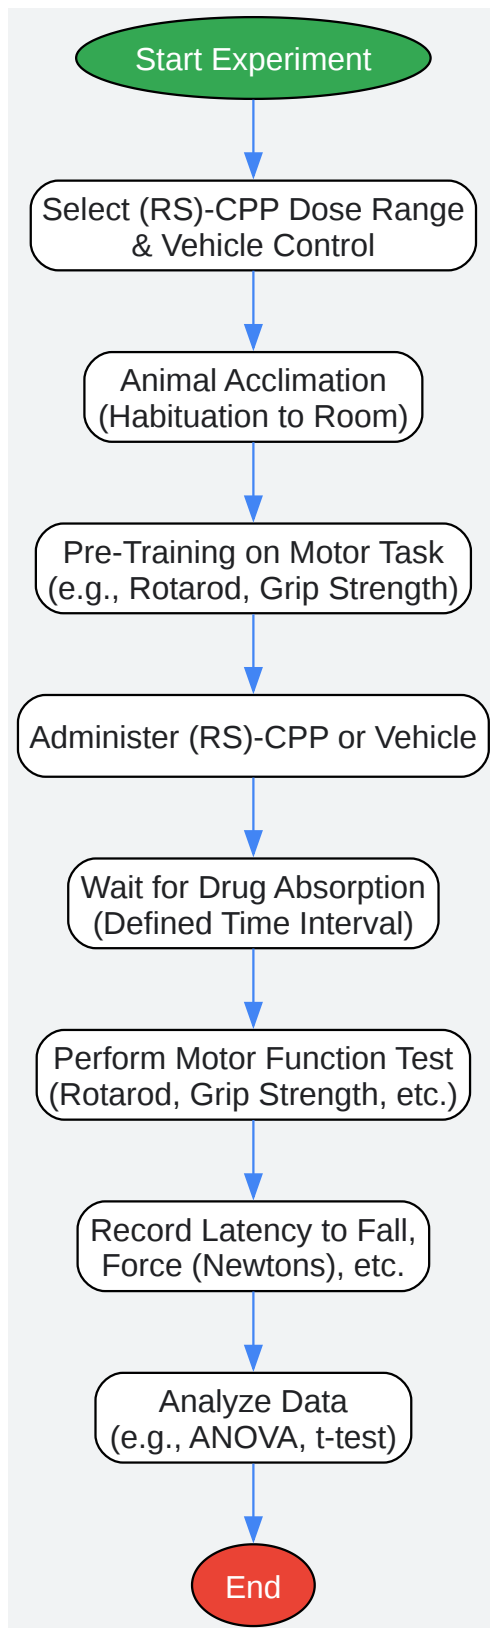 Start Experiment
Select (RS)-CPP Dose Range
& Vehicle Control
Animal Acclimation
(Habituation to Room)
Pre-Training on Motor Task
(e.g., Rotarod, Grip Strength)
Administer (RS)-CPP or Vehicle
Wait for Drug Absorption
(Defined Time Interval)
Perform Motor Function Test
(Rotarod, Grip Strength, etc.)
Record Latency to Fall,
Force (Newtons), etc.
Analyze Data
(e.g., ANOVA, t-test)
End